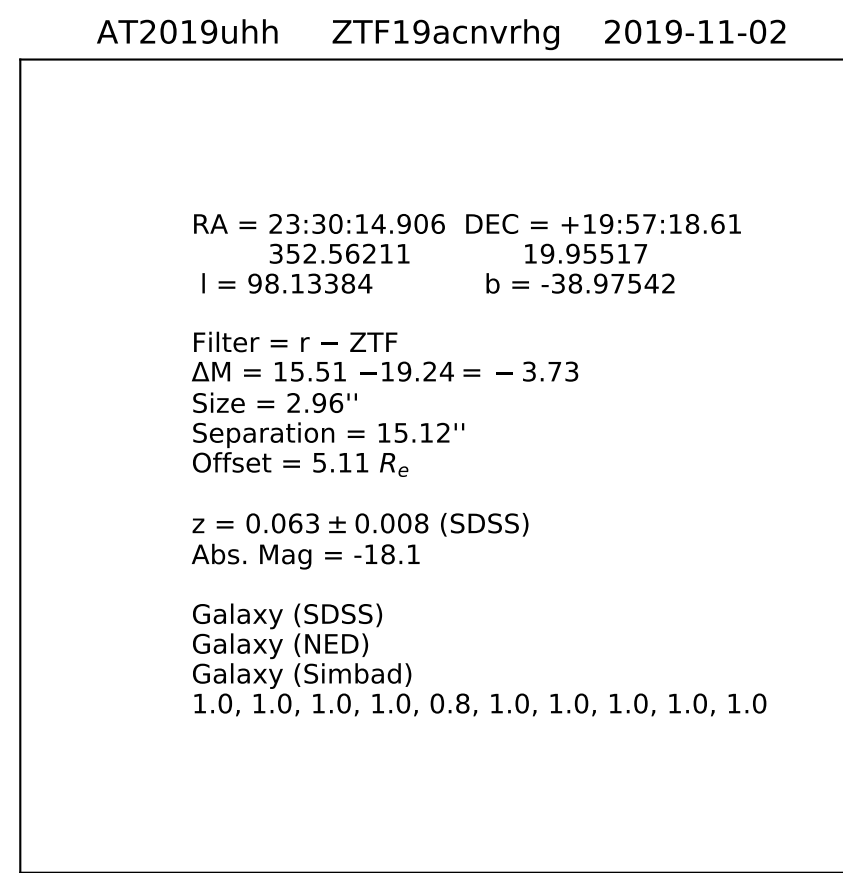 AT2019uhh ZTF19acnvrhg 2019-11-02
RA = 23:30:14.906 DEC = +19:57:18.61
352.56211 19.95517
l = 98.13384 b = -38.97542
Filter = r − ZTF
ΔM = 15.51 −19.24 = − 3.73
Size = 2.96''
Separation = 15.12''
Offset = 5.11 Re
z = 0.063 ± 0.008 (SDSS)
Abs. Mag = -18.1
Galaxy (SDSS)
Galaxy (NED)
Galaxy (Simbad)
1.0, 1.0, 1.0, 1.0, 0.8, 1.0, 1.0, 1.0, 1.0, 1.0